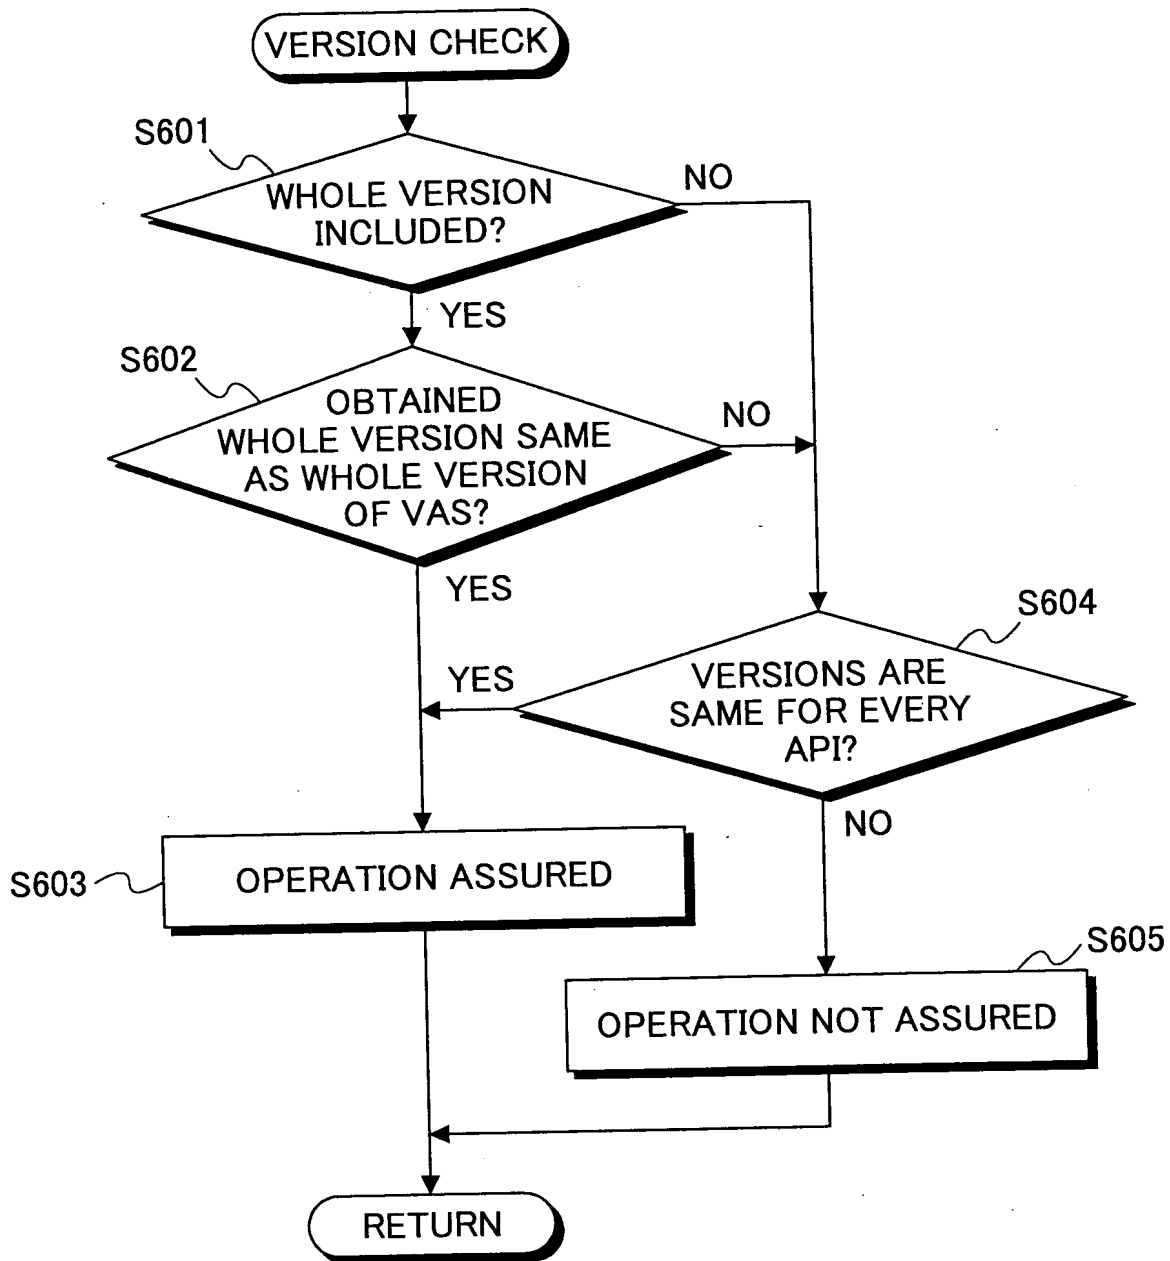 VERSION CHECK
S601
WHOLE VERSION
INCLUDED?
NO
YES
S602
OBTAINED
WHOLE VERSION SAME
AS WHOLE VERSION
OF VAS?
NO
YES
S604
VERSIONS ARE
SAME FOR EVERY
API?
YES
NO
S603
OPERATION ASSURED
S605
OPERATION NOT ASSURED
RETURN